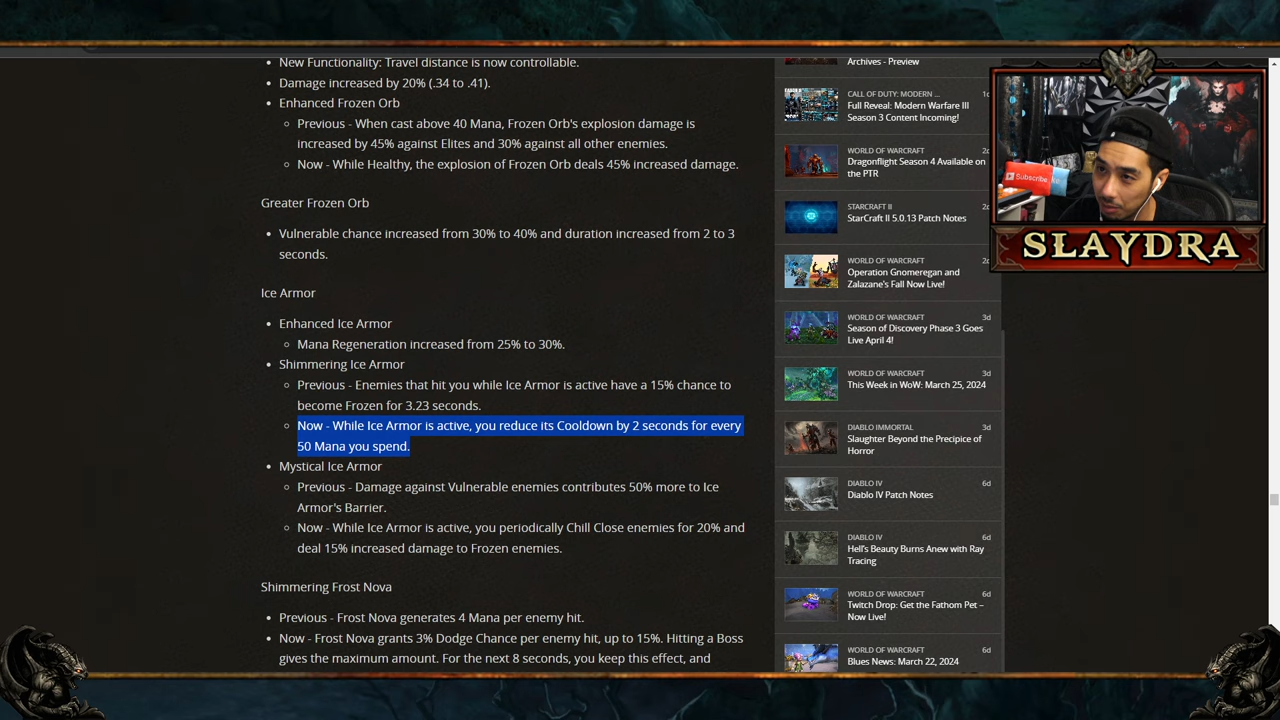 New Functionality: Travel distance is now controllable.
Damage increased by 20% (.34 to .41).
Enhanced Frozen Orb
Previous - When cast above 40 Mana, Frozen Orb's explosion damage is
increased by 45% against Elites and 30% against all other enemies.
Now - While Healthy, the explosion of Frozen Orb deals 45% increased damage.
Greater Frozen Orb
Vulnerable chance increased from 30% to 40% and duration increased from 2 to 3
seconds.
Ice Armor
Enhanced Ice Armor
Mana Regeneration increased from 25% to 30%.
Shimmering Ice Armor
Previous - Enemies that hit you while Ice Armor is active have a 15% chance to
become Frozen for 3.23 seconds.
Now - While Ice Armor is active, you reduce its Cooldown by 2 seconds for every
50 Mana you spend.
Mystical Ice Armor
Previous - Damage against Vulnerable enemies contributes 50% more to Ice
Armor's Barrier.
Now - While Ice Armor is active, you periodically Chill Close enemies for 20% and
deal 15% increased damage to Frozen enemies.
Shimmering Frost Nova
Previous - Frost Nova generates 4 Mana per enemy hit.
Now - Frost Nova grants 3% Dodge Chance per enemy hit, up to 15%. Hitting a Boss
gives the maximum amount. For the next 8 seconds, you keep this effect, and
Archives - Preview
CALL OF DUTY: MODERN ...
Full Reveal: Modern Warfare III
Season 3 Content Incoming!
WORLD OF WARCRAFT
Dragonflight Season 4 Available on
the PTR
STARCRAFT II
StarCraft II 5.0.13 Patch Notes
WORLD OF WARCRAFT
Operation Gnomeregan and
Zalazane's Fall Now Live!
WORLD OF WARCRAFT 3d
Season of Discovery Phase 3 Goes
Live April 4!
WORLD OF WARCRAFT 3d
This Week in WoW: March 25, 2024
DIABLO IMMORTAL 3d
Slaughter Beyond the Precipice of
Horror
DIABLO IV 6d
Diablo IV Patch Notes
DIABLO IV 6d
Hell's Beauty Burns Anew with Ray
Tracing
WORLD OF WARCRAFT 6d
Twitch Drop: Get the Fathom Pet –
Now Live!
WORLD OF WARCRAFT 6d
Blues News: March 22, 2024
Subscribe
SLAYDRA